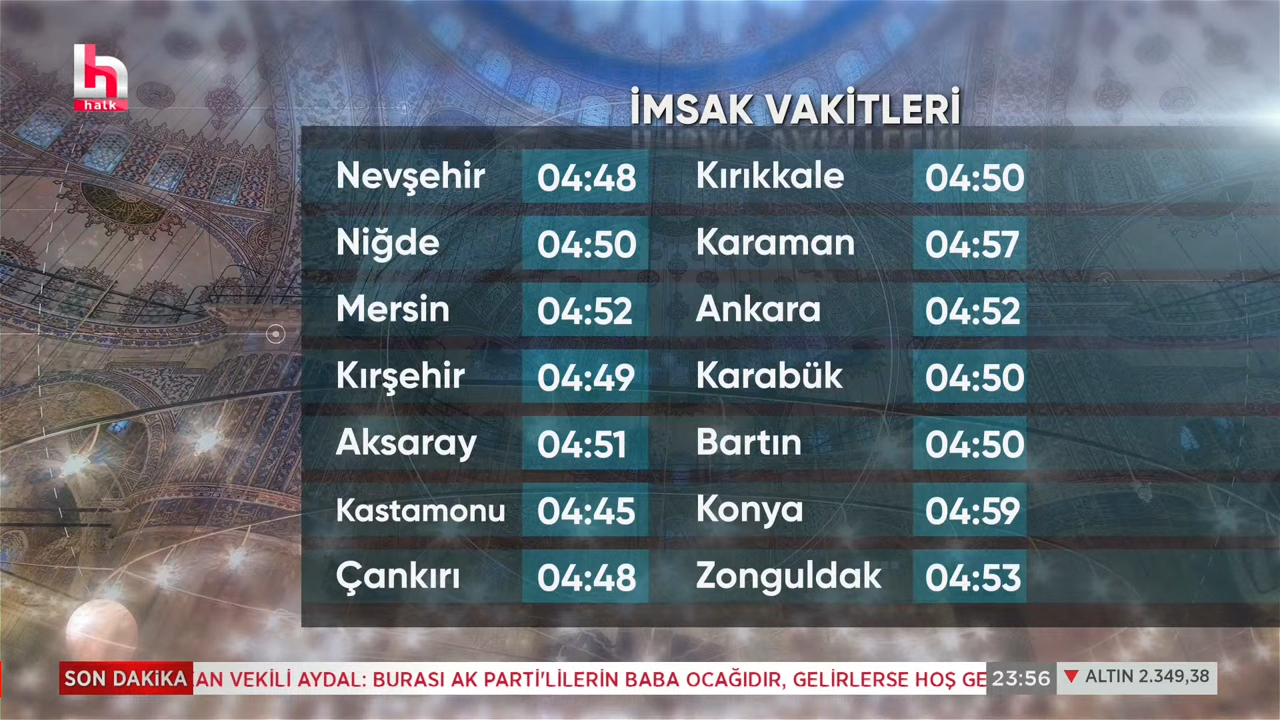 h
halk
İMSAK VAKİTLERİ
Nevşehir 04:48 Kırıkkale 04:50
Niğde 04:50 Karaman 04:57
Mersin 04:52 Ankara 04:52
Kırşehir 04:49 Karabük 04:50
Aksaray 04:51 Bartın 04:50
Kastamonu 04:45 Konya 04:59
Çankırı 04:48 Zonguldak 04:53
SON DAKİKA VEKİLİ AYDAL: BURASI AK PARTİ'LİLERİN BABA OCAĞIDIR, GELİRLERSE HOŞ 23:56 ▼ ALTIN 2.349,38